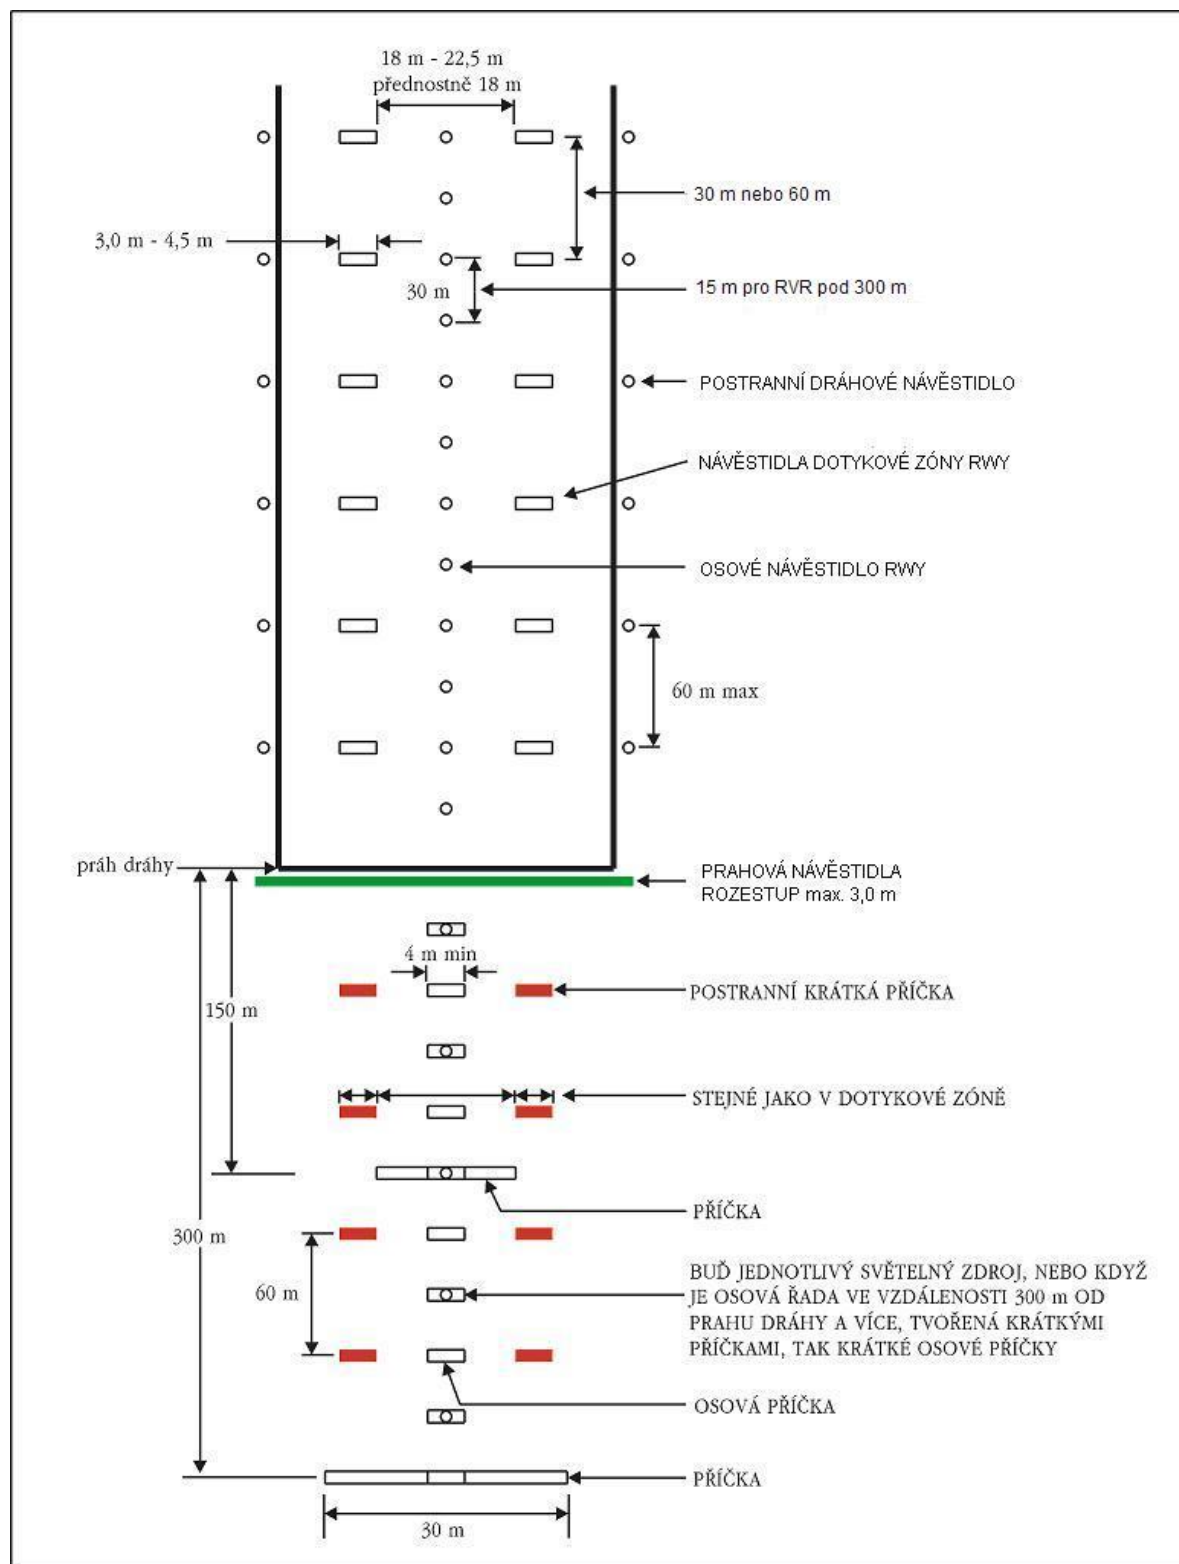 18 m - 22,5 m
přednostně 18 m
30 m nebo 60 m
3,0 m - 4,5 m
30 m
15 m pro RVR pod 300 m
POSTRANNÍ DRÁHOVÉ NÁVĚSTIDLO
NÁVĚSTIDLA DOTYKOVÉ ZÓNY RWY
OSOVÉ NÁVĚSTIDLO RWY
60 m max
práh dráhy
PRAHOVÁ NÁVĚSTIDLA
ROZESTUP max. 3,0 m
4 m min
POSTRANNÍ KRÁTKÁ PŘÍČKA
150 m
STEJNÉ JAKO V DOTYKOVÉ ZÓNĚ
PŘÍČKA
300 m
60 m
BUĎ JEDNOTLIVÝ SVĚTELNÝ ZDROJ, NEBO KDYŽ
JE OSOVÁ ŘADA VE VZDÁLENOSTI 300 m OD
PRAHU DRÁHY A VÍCE, TVOŘENÁ KRÁTKÝMI
PŘÍČKAMI, TAK KRÁTKÉ OSOVÉ PŘÍČKY
OSOVÁ PŘÍČKA
PŘÍČKA
30 m